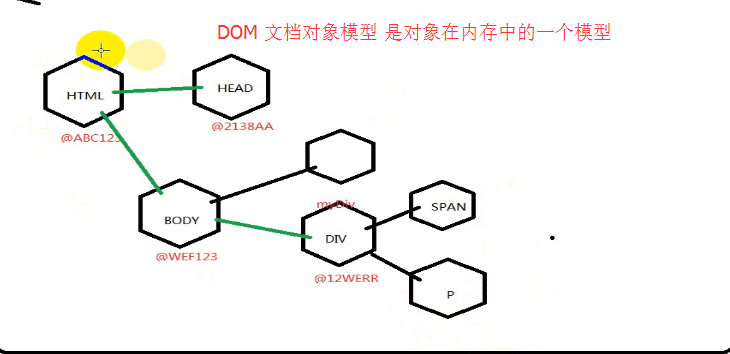 DOM 文档对象模型 是对象在内存中的一个模型
HTML
HEAD
@2138AA
@ABC123
myDiv
SPAN
BODY
DIV
@WEF123
@12WERR
P